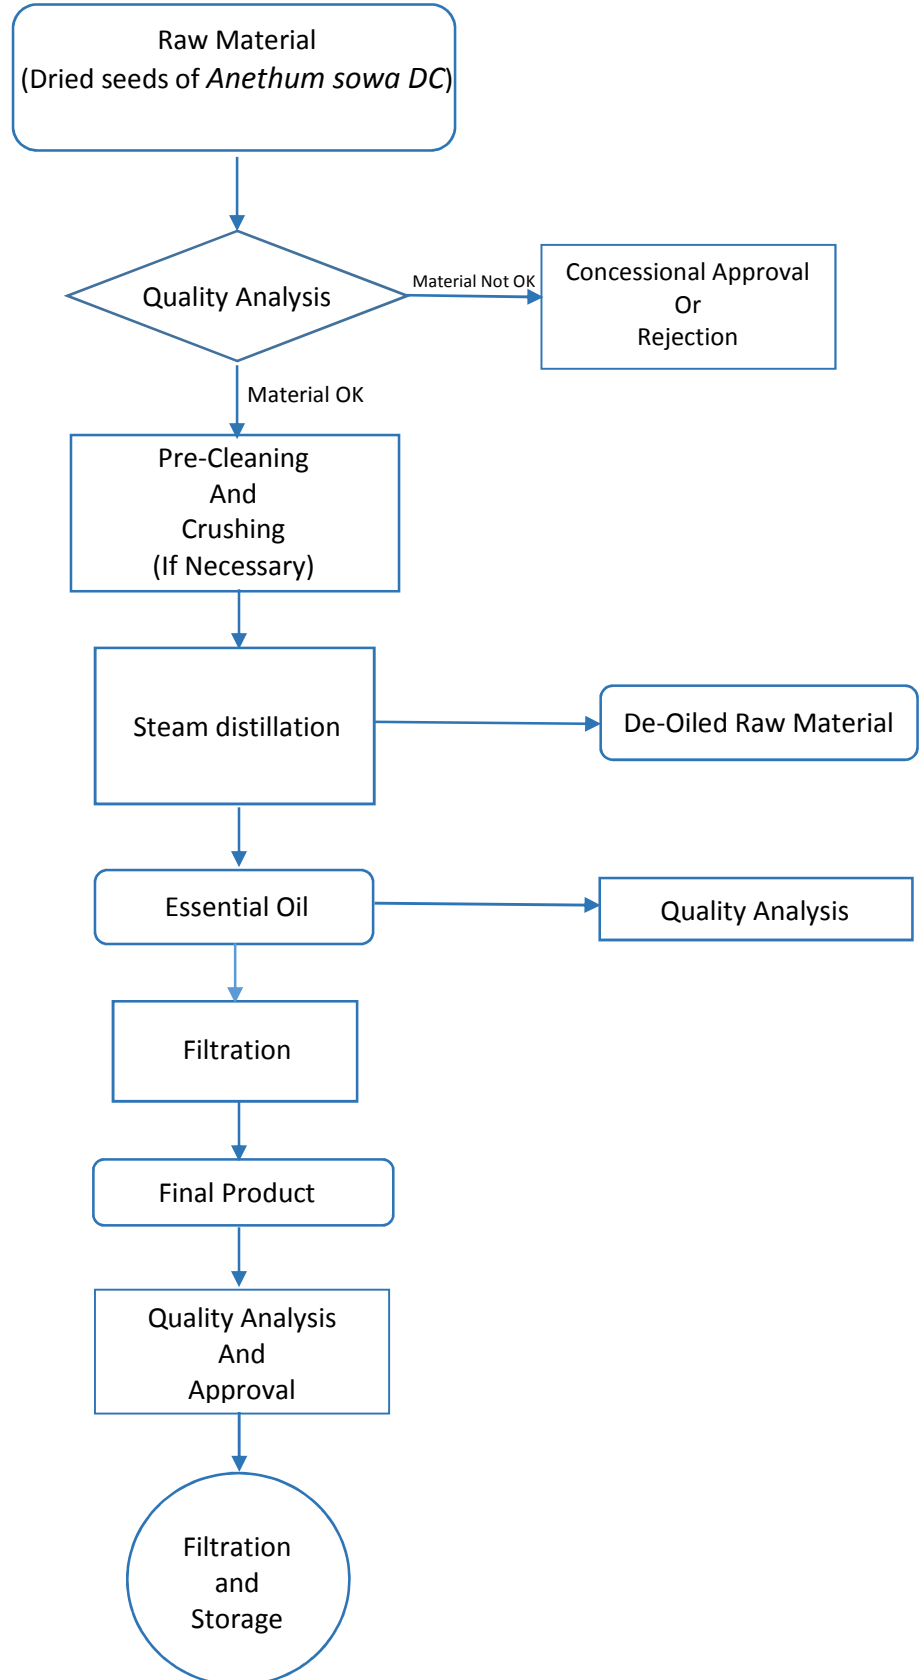 Raw Material
(Dried seeds of Anethum sowa DC)
Quality Analysis
Material Not OK
Concessional Approval
Or
Rejection
Material OK
Pre-Cleaning
And
Crushing
(If Necessary)
Steam distillation
De-Oiled Raw Material
Essential Oil
Quality Analysis
Filtration
Final Product
Quality Analysis
And
Approval
Filtration
and
Storage